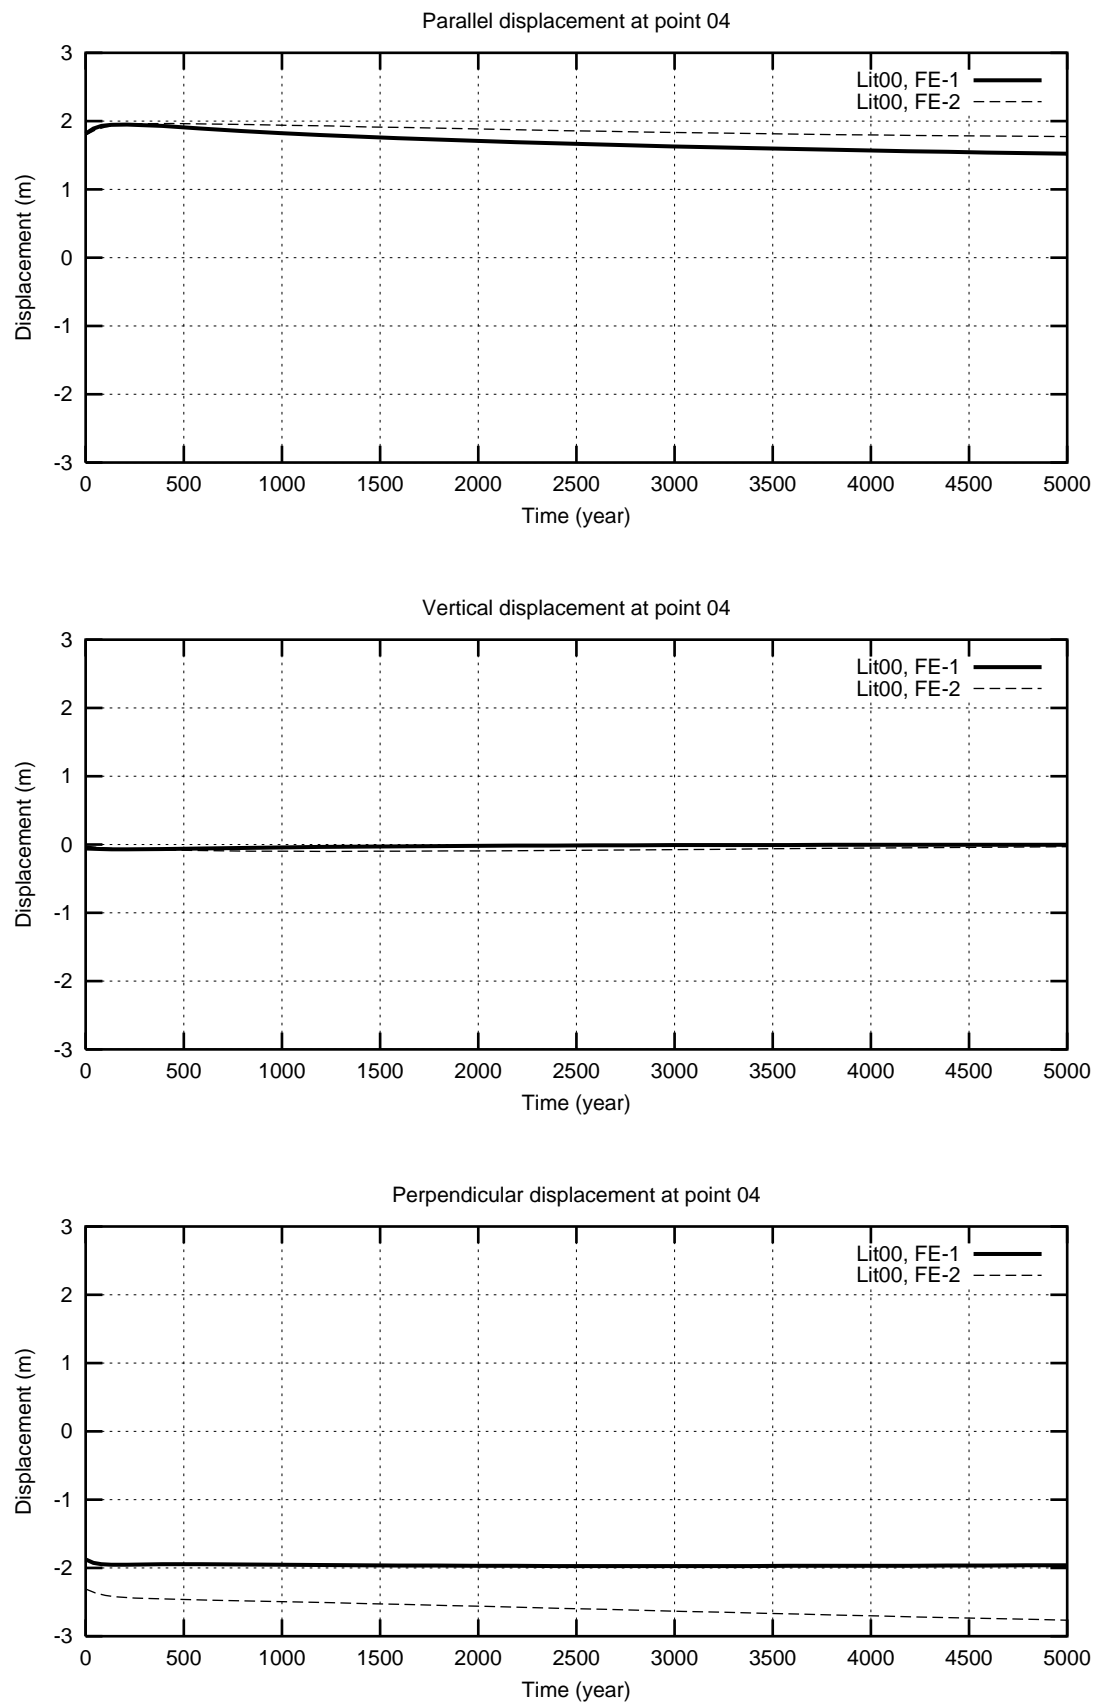 Parallel displacement at point 04
3
Lit00, FE-1
Lit00, FE-2
2
1
0
-1
-2
-3
Displacement (m)
0 500 1000 1500 2000 2500 3000 3500 4000 4500 5000
Time (year)
Vertical displacement at point 04
3
Lit00, FE-1
Lit00, FE-2
2
1
0
-1
-2
-3
Displacement (m)
0 500 1000 1500 2000 2500 3000 3500 4000 4500 5000
Time (year)
Perpendicular displacement at point 04
3
Lit00, FE-1
Lit00, FE-2
2
1
0
-1
-2
-3
Displacement (m)
0 500 1000 1500 2000 2500 3000 3500 4000 4500 5000
Time (year)